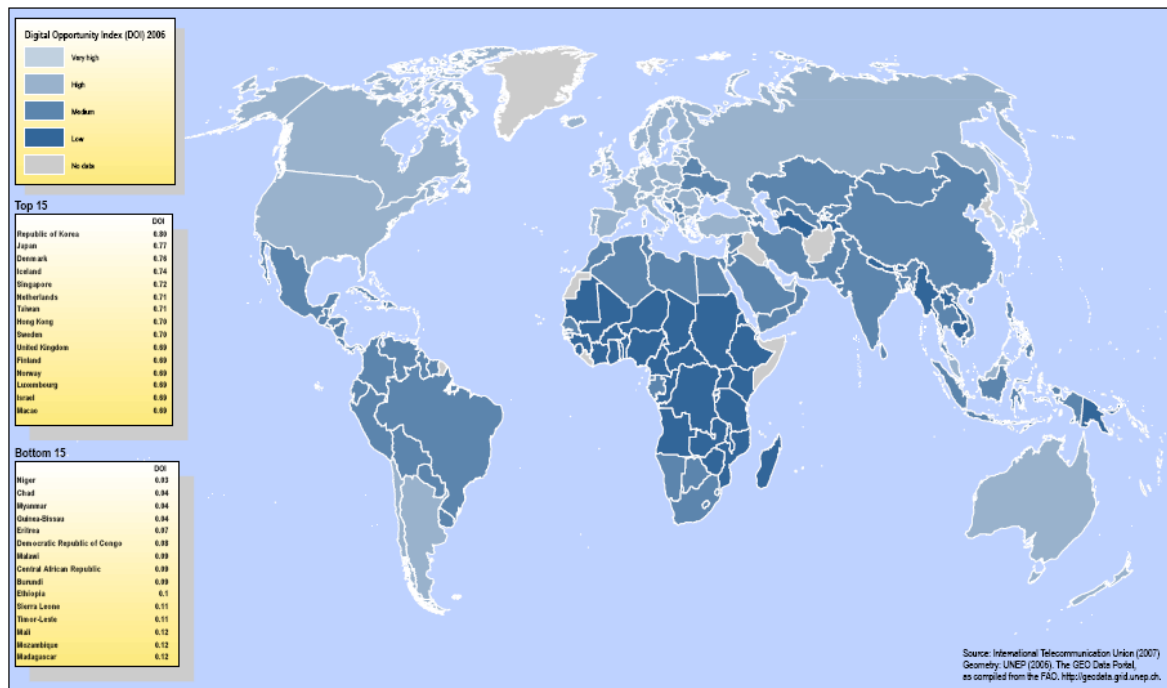 Digital Opportunity Index (DOI) 2006
Very high
High
Medium
Low
No data
Top 15
DOI
Republic of Korea 0.80
Japan 0.77
Denmark 0.76
Iceland 0.74
Singapore 0.72
Netherlands 0.71
Taiwan 0.71
Hong Kong 0.70
Sweden 0.70
United Kingdom 0.69
Finland 0.69
Norway 0.69
Luxembourg 0.69
Israel 0.69
Macao 0.69
Bottom 15
DOI
Niger 0.03
Chad 0.04
Myanmar 0.04
Guinea-Bissau 0.04
Eritrea 0.07
Democratic Republic of Congo 0.08
Malawi 0.09
Central African Republic 0.09
Burundi 0.09
Ethiopia 0.1
Sierra Leone 0.11
Timor-Leste 0.11
Mali 0.12
Mozambique 0.12
Madagascar 0.12
Source: International Telecommunication Union (2007)
Geometry: UNEP (2006). The GEO Data Portal,
as compiled from the FAO. http://geodata.grid.unep.ch.